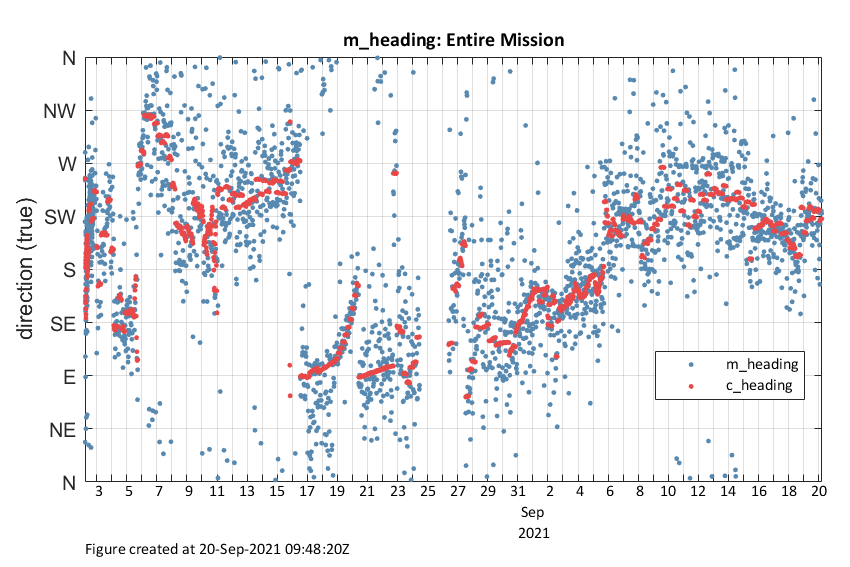 m_heading: Entire Mission
N
NW
W
SW
S
SE
E
NE
N
direction (true)
m_heading
c_heading
3 5 7 9 11 13 15 17 19 21 23 25 27 29 31 2 4 6 8 10 12 14 16 18 20
Sep
2021
Figure created at 20-Sep-2021 09:48:20Z